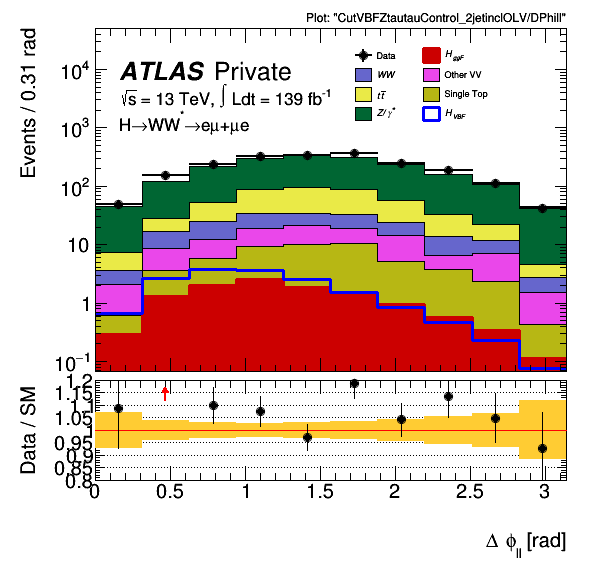 Plot: "CutVBFZtautauControl_2jetinclOLV/DPhill"
Events / 0.31 rad
10⁴
10³
10²
10
1
10⁻¹
ATLAS Private
√s = 13 TeV, ∫ Ldt = 139 fb⁻¹
H→WW*→eμ+μe
Data
H_ggF
WW
Other VV
tt̅
Single Top
Z/γ*
H_VBF
Data / SM
1.2
1.15
1.1
1.05
1
0.95
0.9
0.85
0.8
0
0.5
1
1.5
2
2.5
3
Δ ϕ_ll [rad]